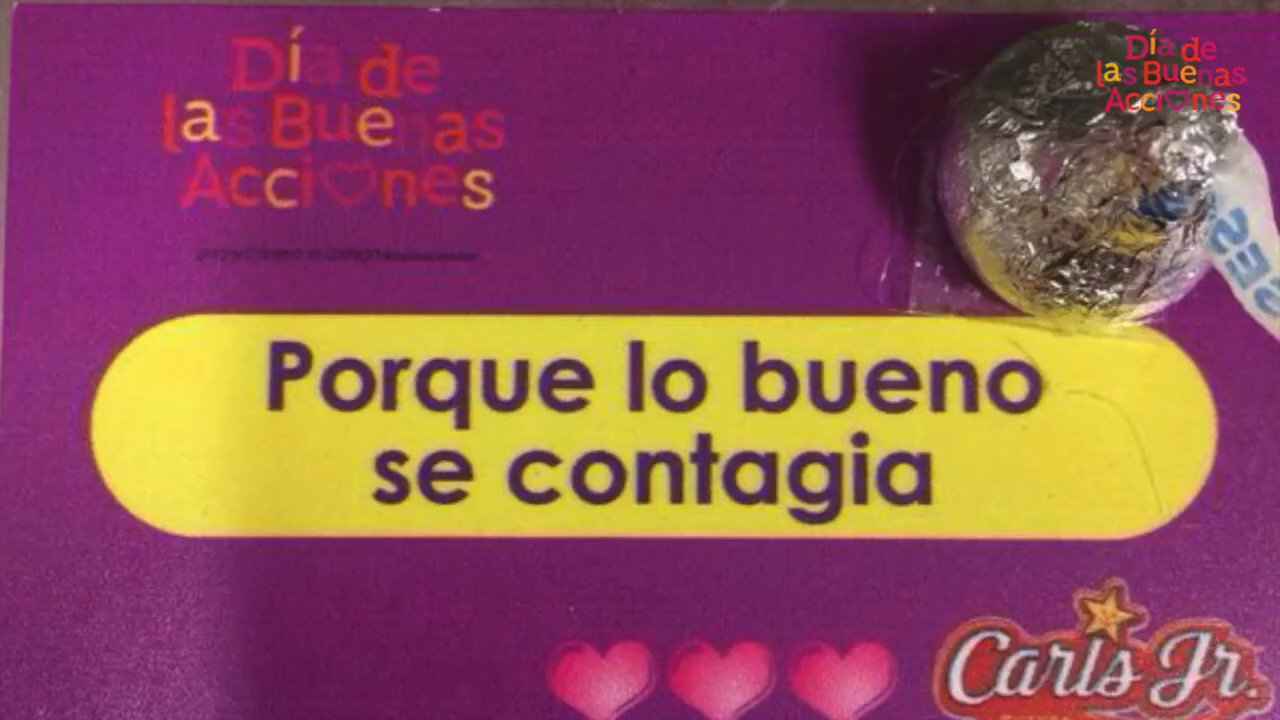 Día de
las Buenas
Acciones
Día de
las Buenas
Acciones
Porque lo bueno
se contagia
Carls Jr.